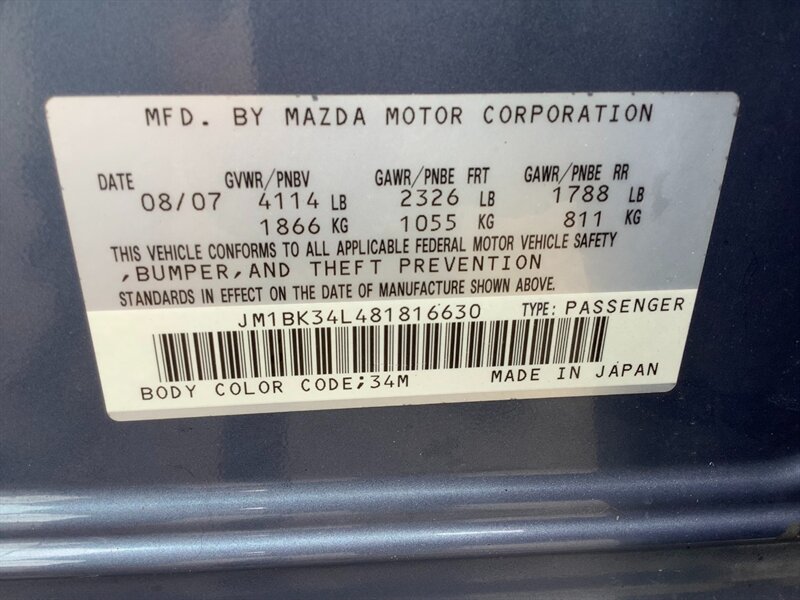 MFD. BY MAZDA MOTOR CORPORATION
DATE GVWR/PNBV GAWR/PNBE FRT GAWR/PNBE RR
08/07 4114 LB 2326 LB 1788 LB
1866 KG 1055 KG 811 KG
THIS VEHICLE CONFORMS TO ALL APPLICABLE FEDERAL MOTOR VEHICLE SAFETY
,BUMPER,AND THEFT PREVENTION
STANDARDS IN EFFECT ON THE DATE OF MANUFACTURE SHOWN ABOVE.
JM1BK34L481816630 TYPE: PASSENGER
BODY COLOR CODE;34M MADE IN JAPAN